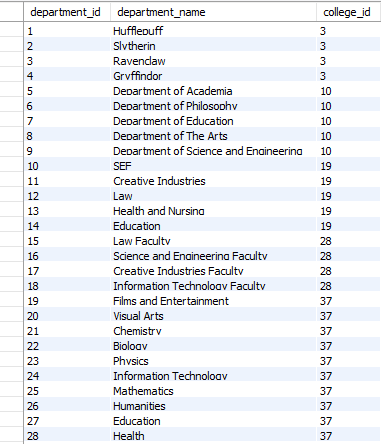 department_id department_name college_id
1 Hufflepuff 3
2 Slytherin 3
3 Ravenclaw 3
4 Gryffindor 3
5 Department of Academia 10
6 Department of Philosophy 10
7 Department of Education 10
8 Department of The Arts 10
9 Department of Science and Engineering 10
10 SEF 19
11 Creative Industries 19
12 Law 19
13 Health and Nursing 19
14 Education 19
15 Law Faculty 28
16 Science and Engineering Faculty 28
17 Creative Industries Faculty 28
18 Information Technology Faculty 28
19 Films and Entertainment 37
20 Visual Arts 37
21 Chemistry 37
22 Biology 37
23 Physics 37
24 Information Technology 37
25 Mathematics 37
26 Humanities 37
27 Education 37
28 Health 37